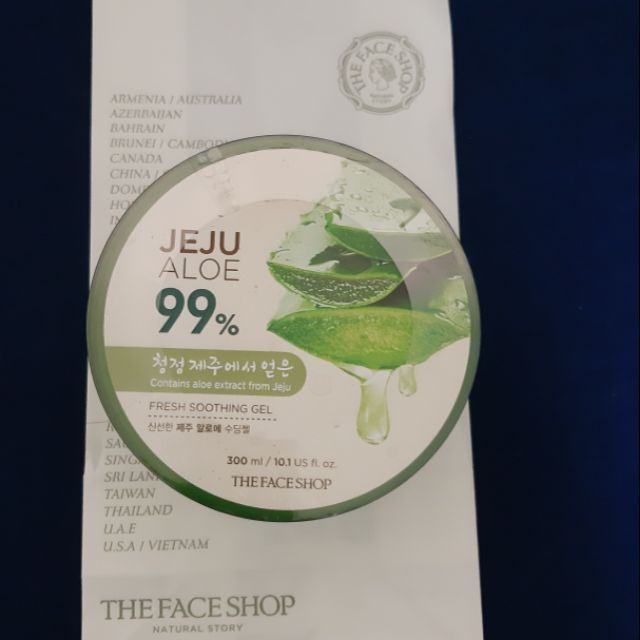 THE FACE SHOP
ARMENIA / AUSTRALIA
AZERBAIJAN
BAHRAIN
BRUNEI /
CANADA
CHINA /
JEJU
ALOE
99%
청정 제주에서 얻은
Contains aloe extract from Jeju
FRESH SOOTHING GEL
신선한 제주 알로에 수딩젤
300 ml / 10.1 US fl. oz.
THE FACE SHOP
SRI
TAIWAN
THAILAND
U.A.E
U.S.A / VIETNAM
THE FACE SHOP
NATURAL STORY